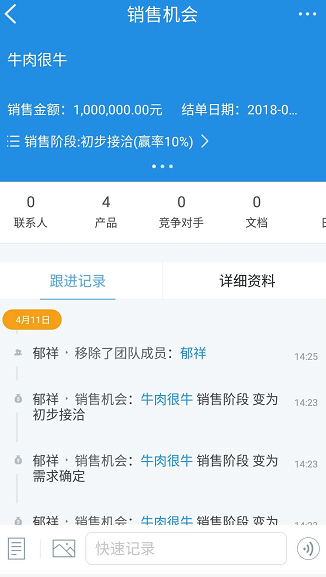 销售机会
牛肉很牛
销售金额：1,000,000.00元 结单日期：2018-0...
销售阶段:初步接洽(赢率10%)
0 4 0 0
联系人 产品 竞争对手 文档
跟进记录 详细资料
4月11日
郁祥 · 移除了团队成员：郁祥 14:25
郁祥 · 销售机会：牛肉很牛 销售阶段 变为
初步接洽 14:23
郁祥 · 销售机会：牛肉很牛 销售阶段 变为
需求确定 14:23
郁祥 · 销售机会：牛肉很牛 销售阶段 变为
快速记录